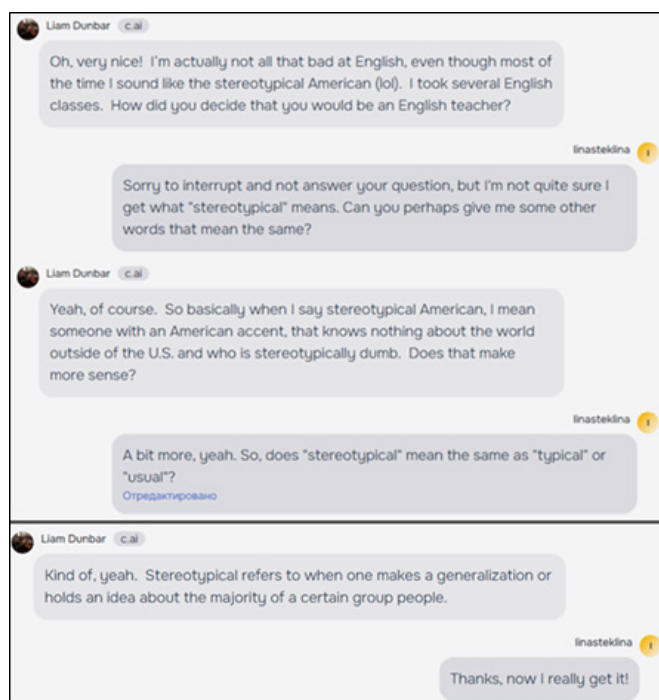 Liam Dunbar c.ai
Oh, very nice! I'm actually not all that bad at English, even though most of
the time I sound like the stereotypical American (lol). I took several English
classes. How did you decide that you would be an English teacher?
linasteklina
Sorry to interrupt and not answer your question, but I'm not quite sure I
get what "stereotypical" means. Can you perhaps give me some other
words that mean the same?
Liam Dunbar c.ai
Yeah, of course. So basically when I say stereotypical American, I mean
someone with an American accent, that knows nothing about the world
outside of the U.S. and who is stereotypically dumb. Does that make
more sense?
linasteklina
A bit more, yeah. So, does "stereotypical" mean the same as "typical" or
"usual"?
Отредактировано
Liam Dunbar c.ai
Kind of, yeah. Stereotypical refers to when one makes a generalization or
holds an idea about the majority of a certain group people.
linasteklina
Thanks, now I really get it!